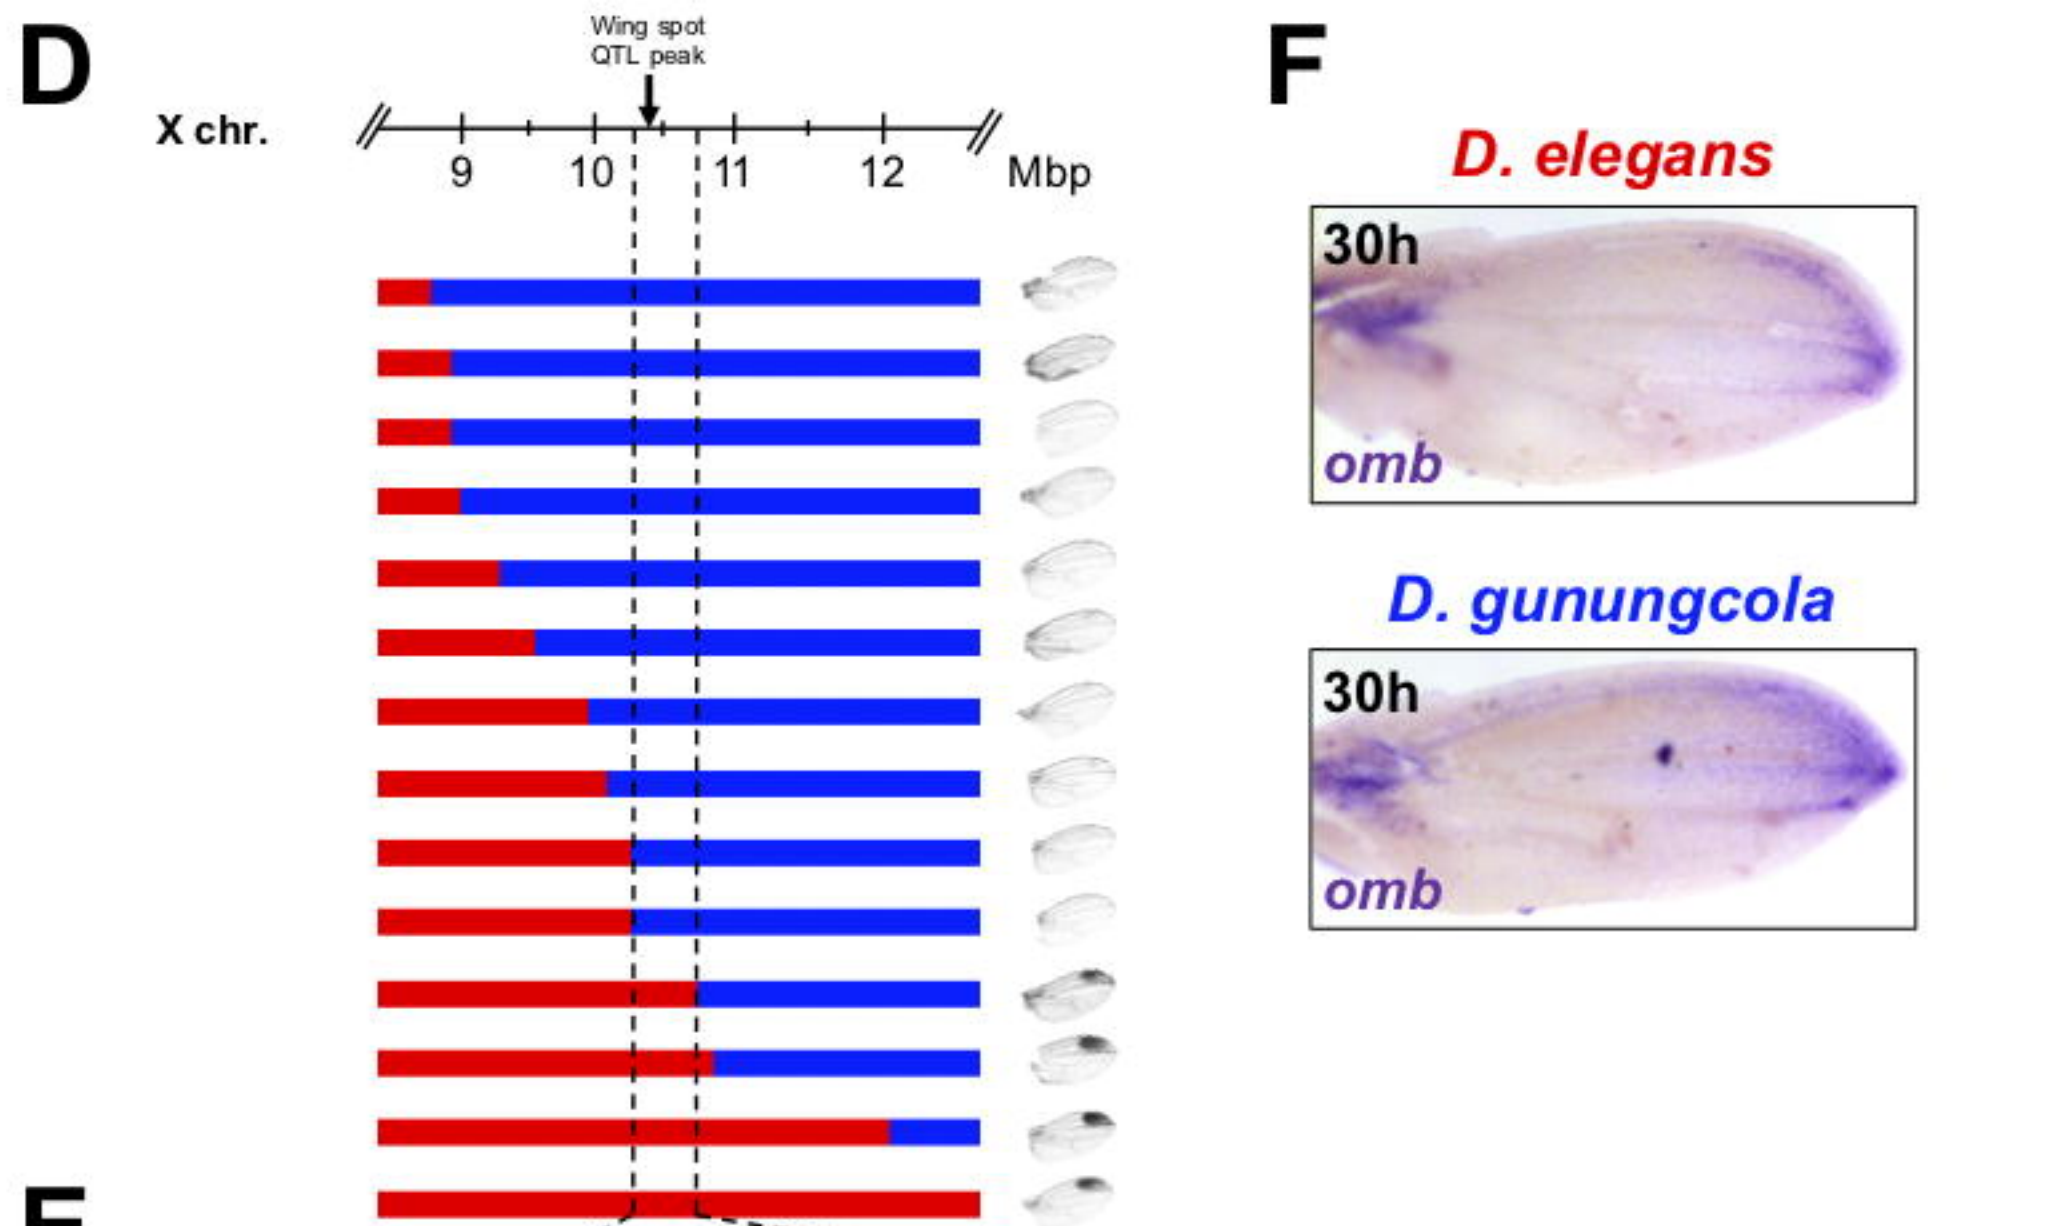 D
Wing spot
QTL peak
X chr.
9 10 11 12 Mbp
E
F
D. elegans
30h
omb
D. gunungcola
30h
omb